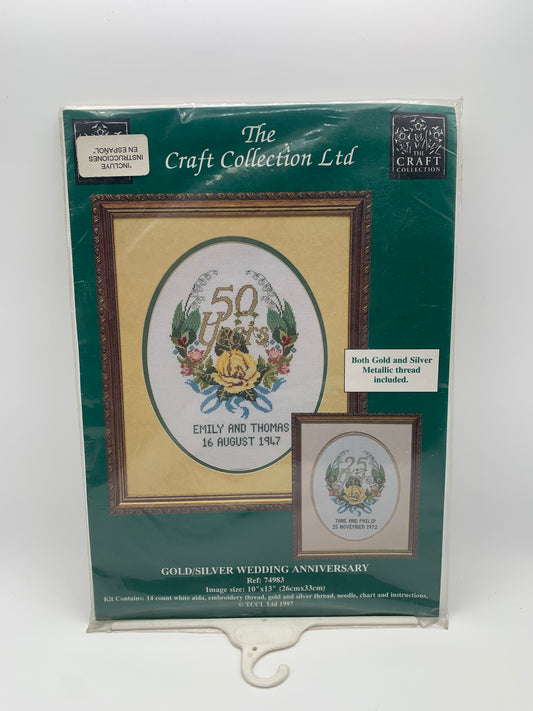 The
Craft Collection Ltd
"INCLUYE
INSTRUCCIONES
EN ESPAÑOL"
THE
CRAFT
COLLECTION
50
Years
EMILY AND THOMAS
16 AUGUST 1947
Both Gold and Silver
Metallic thread
included.
25
JANE AND PHILIP
25 NOVEMBER 1972
GOLD/SILVER WEDDING ANNIVERSARY
Ref: 74983
Image size: 10"x13" (26cmx33cm)
Kit Contains: 14 count white aida, embroidery thread, gold and silver thread, needle, chart and instructions.
© TCCL Ltd 1997